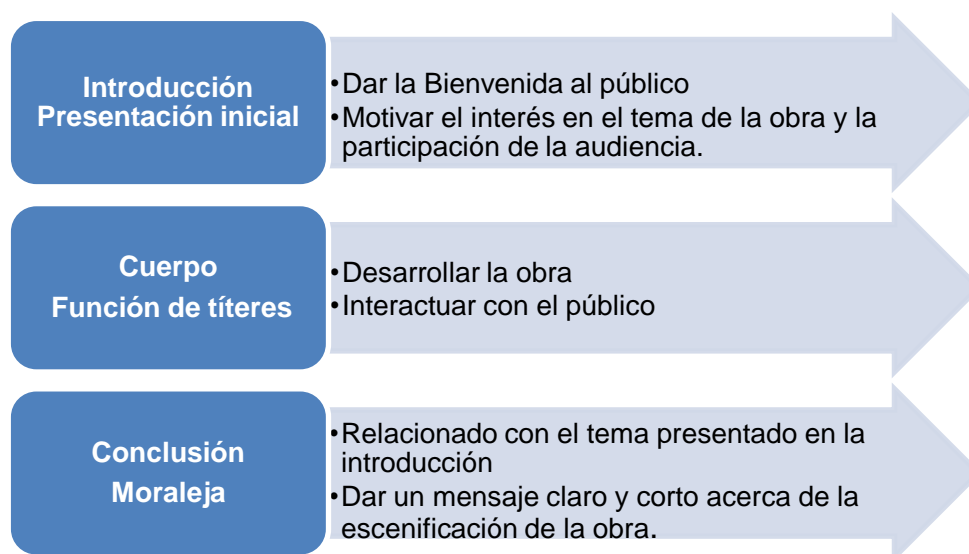 Introducción
Presentación inicial
•Dar la Bienvenida al público
•Motivar el interés en el tema de la obra y la
participación de la audiencia.
Cuerpo
Función de títeres
•Desarrollar la obra
•Interactuar con el público
Conclusión
Moraleja
•Relacionado con el tema presentado en la
introducción
•Dar un mensaje claro y corto acerca de la
escenificación de la obra.